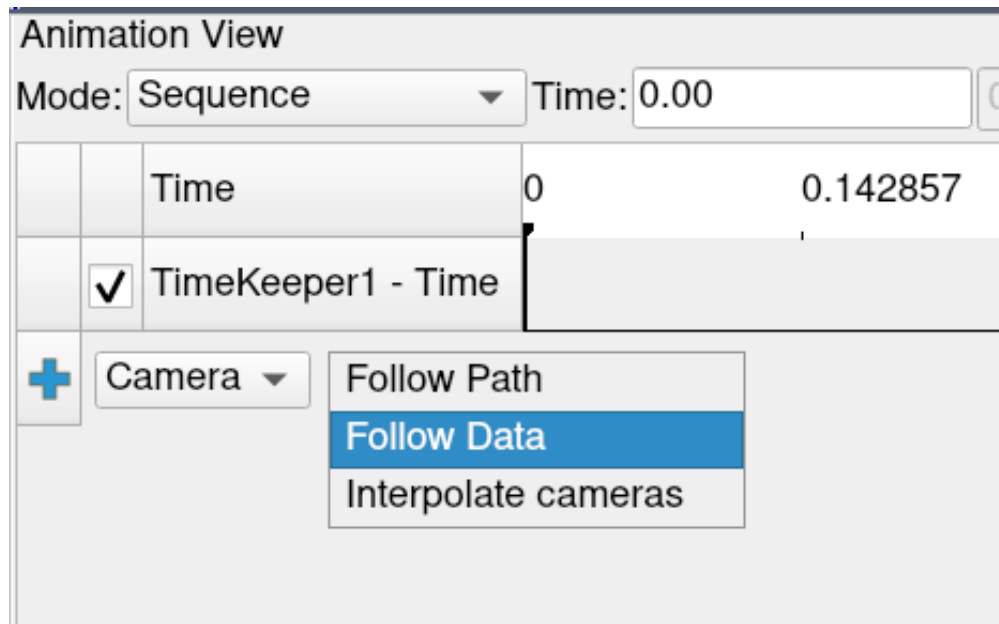 Animation View
Mode: Sequence Time: 0.00
Time 0 0.142857
TimeKeeper1 - Time
Camera Follow Path
Follow Data
Interpolate cameras